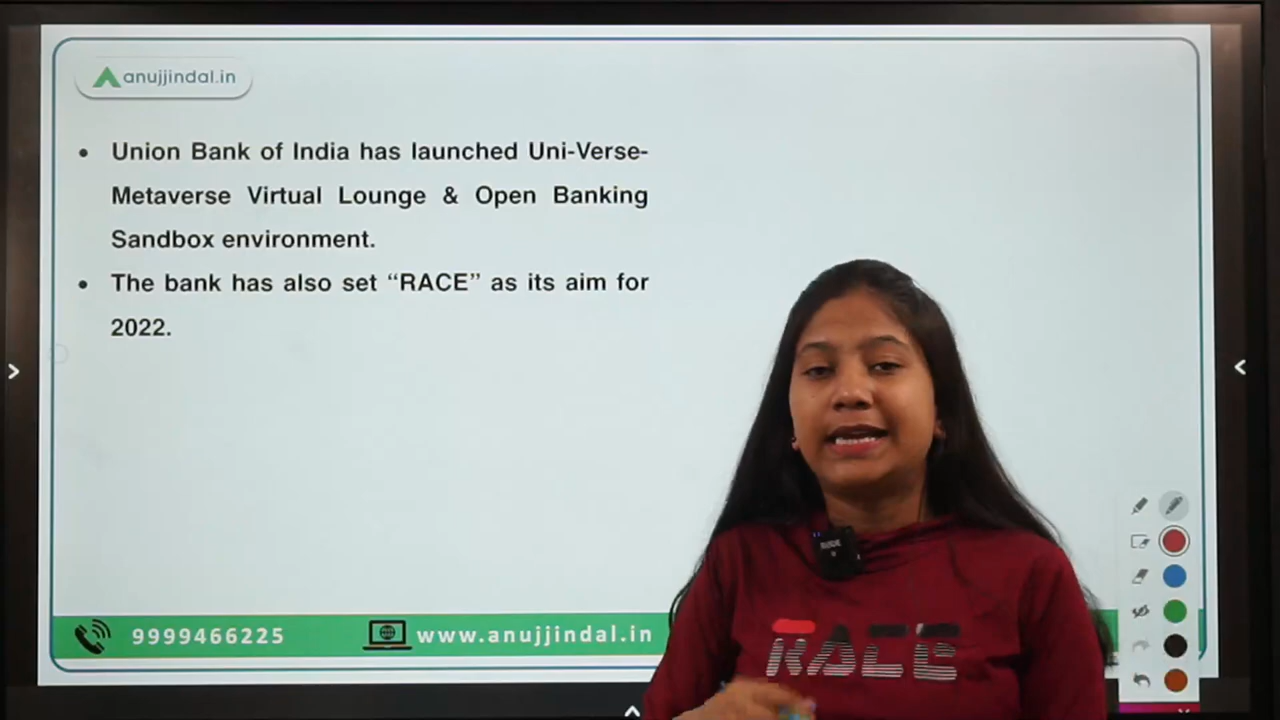 anujjindal.in
• Union Bank of India has launched Uni-Verse-
Metaverse Virtual Lounge & Open Banking
Sandbox environment.
• The bank has also set “RACE” as its aim for
2022.
9999466225
www.anujjindal.in
RACE